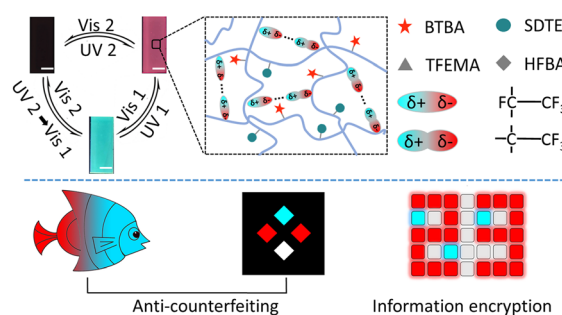 Vis 2
UV 2
Vis 2
UV 2 ➡ Vis 1
Vis 1
UV 1
δ+ δ-
δ+ δ-
δ+ δ-
δ+ δ-
δ+ δ-
δ+ δ-
δ+ δ-
δ+ δ-
BTBA
SDTE
TFEMA
HFBA
δ+ δ-
FC—CF3
δ+ δ-
C—CF3
Anti-counterfeiting
Information encryption